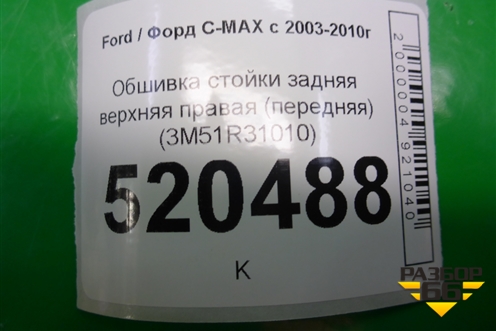 Ford / Форд C-MAX с 2003-2010г
Обшивка стойки задняя
верхняя правая (передняя)
(3M51R31010)
520488
К
2000004921040
РАЗБОР
66